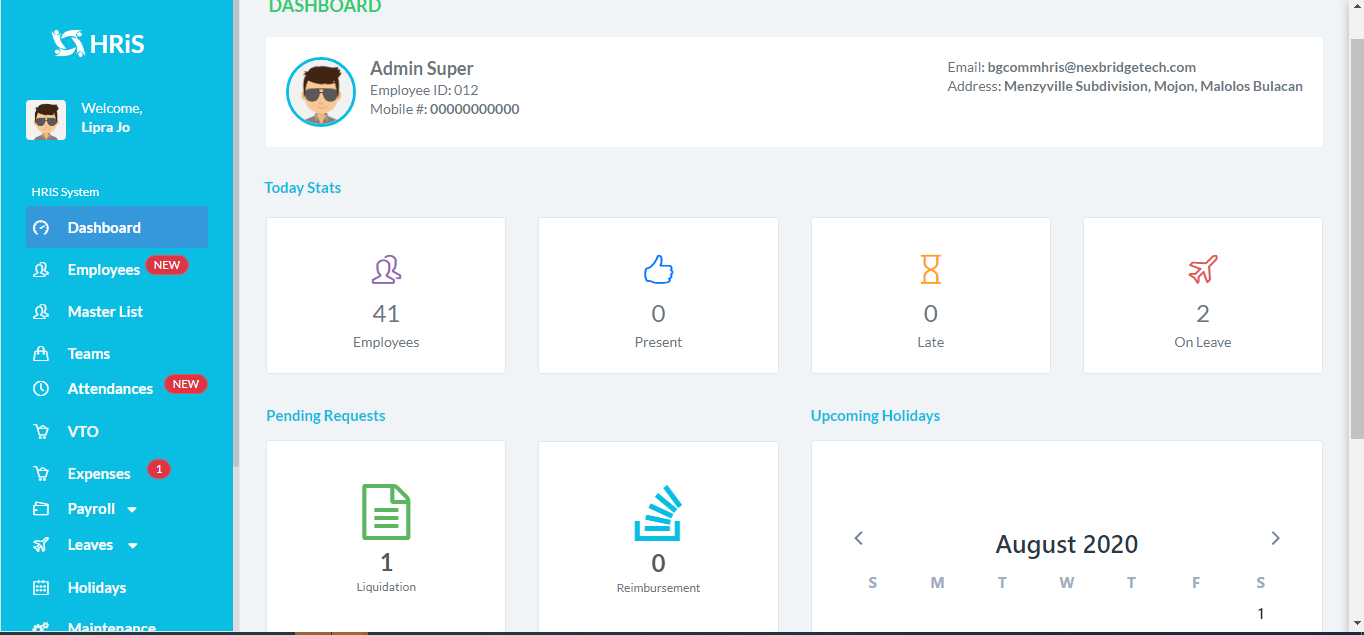 DASHBOARD
HRiS
Welcome,
Lipra Jo
HRIS System
Dashboard
Employees NEW
Master List
Teams
Attendances NEW
VTO
Expenses 1
Payroll
Leaves
Holidays
Maintenance
Admin Super
Employee ID: 012
Mobile #: 00000000000
Email: bgcommhris@nexbridgetech.com
Address: Menzyville Subdivision, Mojon, Malolos Bulacan
Today Stats
41
Employees
0
Present
0
Late
2
On Leave
Pending Requests
1
Liquidation
0
Reimbursement
Upcoming Holidays
August 2020
S M T W T F S
1